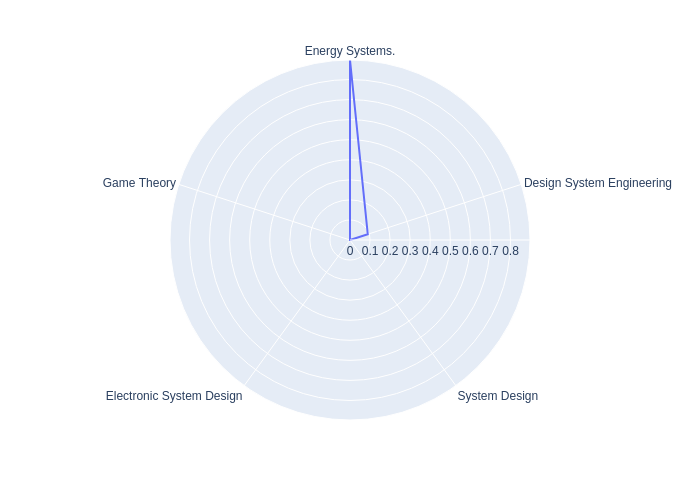 Energy Systems.
Game Theory
Design System Engineering
0 0.1 0.2 0.3 0.4 0.5 0.6 0.7 0.8
Electronic System Design
System Design